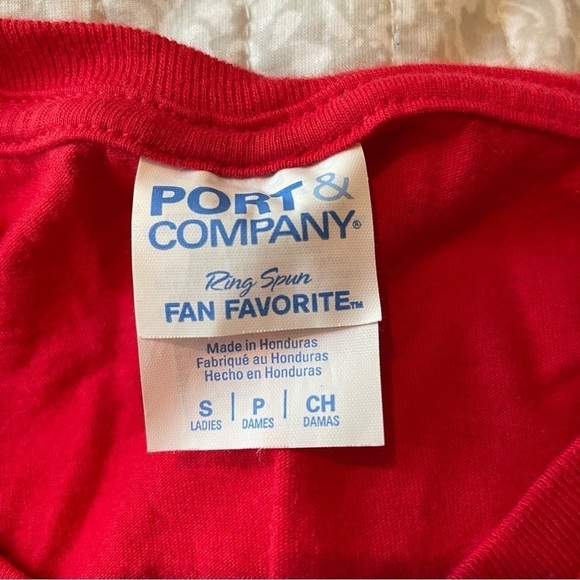 PORT &
COMPANY®
Ring Spun
FAN FAVORITE™
Made in Honduras
Fabriqué au Honduras
Hecho en Honduras
S | P | CH
LADIES | DAMES | DAMAS